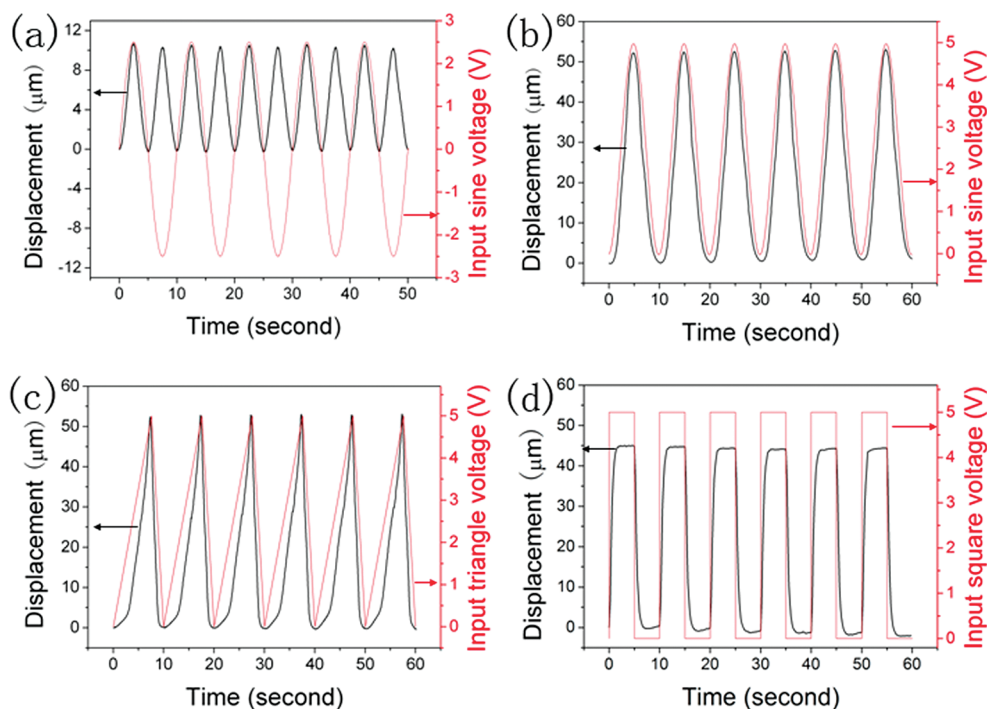 (a)
Displacement (μm)
12
8
4
0
-4
-8
-12
3
2
1
0
-1
-2
-3
Input sine voltage (V)
0 10 20 30 40 50
Time (second)
(b)
Displacement (μm)
60
50
40
30
20
10
0
5
4
3
2
1
0
Input sine voltage (V)
0 10 20 30 40 50 60
Time (second)
(c)
Displacement (μm)
60
50
40
30
20
10
0
5
4
3
2
1
0
Input triangle voltage (V)
0 10 20 30 40 50 60
Time (second)
(d)
Displacement (μm)
60
50
40
30
20
10
0
5
4
3
2
1
0
Input square voltage (V)
0 10 20 30 40 50 60
Time (second)